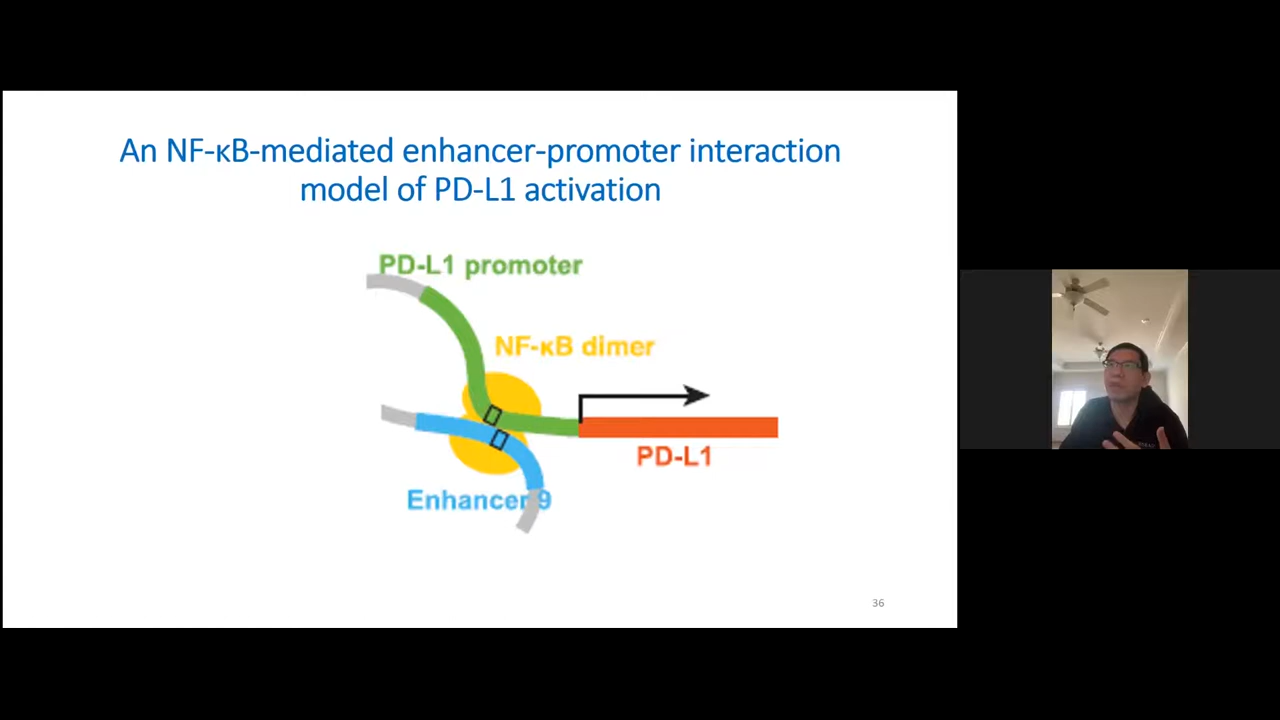 An NF-κB-mediated enhancer-promoter interaction
model of PD-L1 activation
PD-L1 promoter
NF-κB dimer
PD-L1
Enhancer 9
36